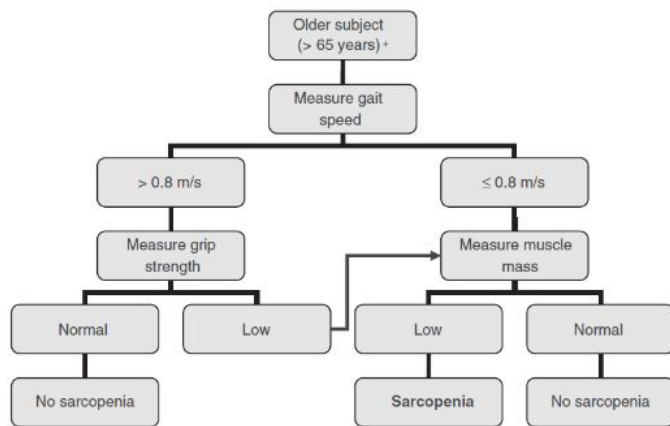 Older subject
(> 65 years) +
Measure gait
speed
> 0.8 m/s
≤ 0.8 m/s
Measure grip
strength
Measure muscle
mass
Normal
Low
Low
Normal
No sarcopenia
Sarcopenia
No sarcopenia